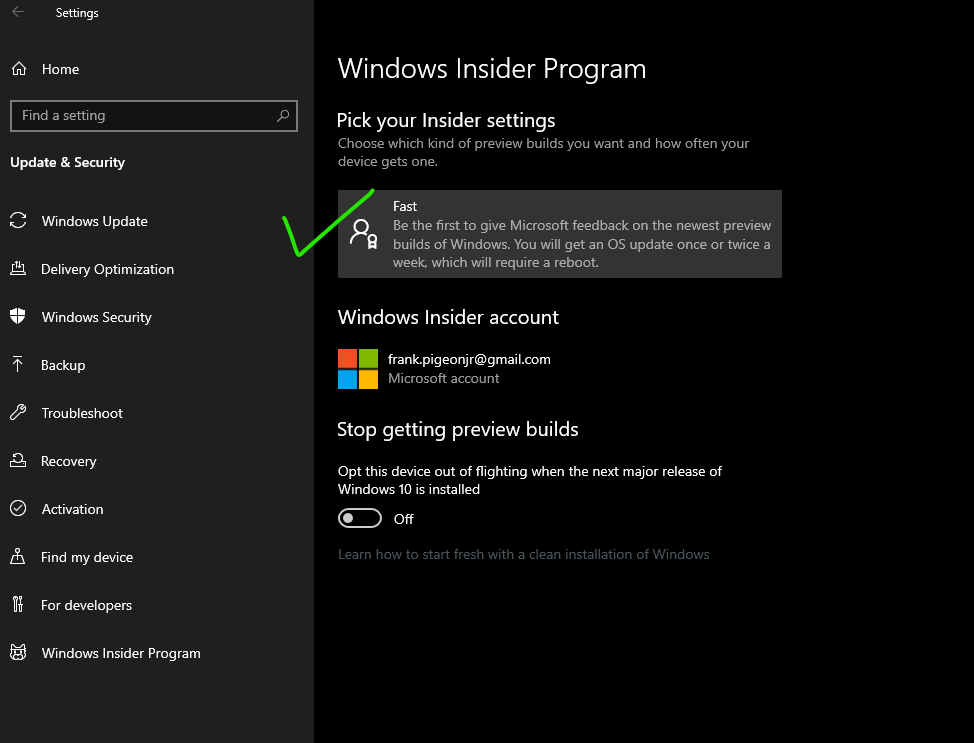 Settings
Home
Find a setting
Update & Security
Windows Update
Delivery Optimization
Windows Security
Backup
Troubleshoot
Recovery
Activation
Find my device
For developers
Windows Insider Program
Windows Insider Program
Pick your Insider settings
Choose which kind of preview builds you want and how often your
device gets one.
Fast
Be the first to give Microsoft feedback on the newest preview
builds of Windows. You will get an OS update once or twice a
week, which will require a reboot.
Windows Insider account
frank.pigeonjr@gmail.com
Microsoft account
Stop getting preview builds
Opt this device out of flighting when the next major release of
Windows 10 is installed
Off
Learn how to start fresh with a clean installation of Windows